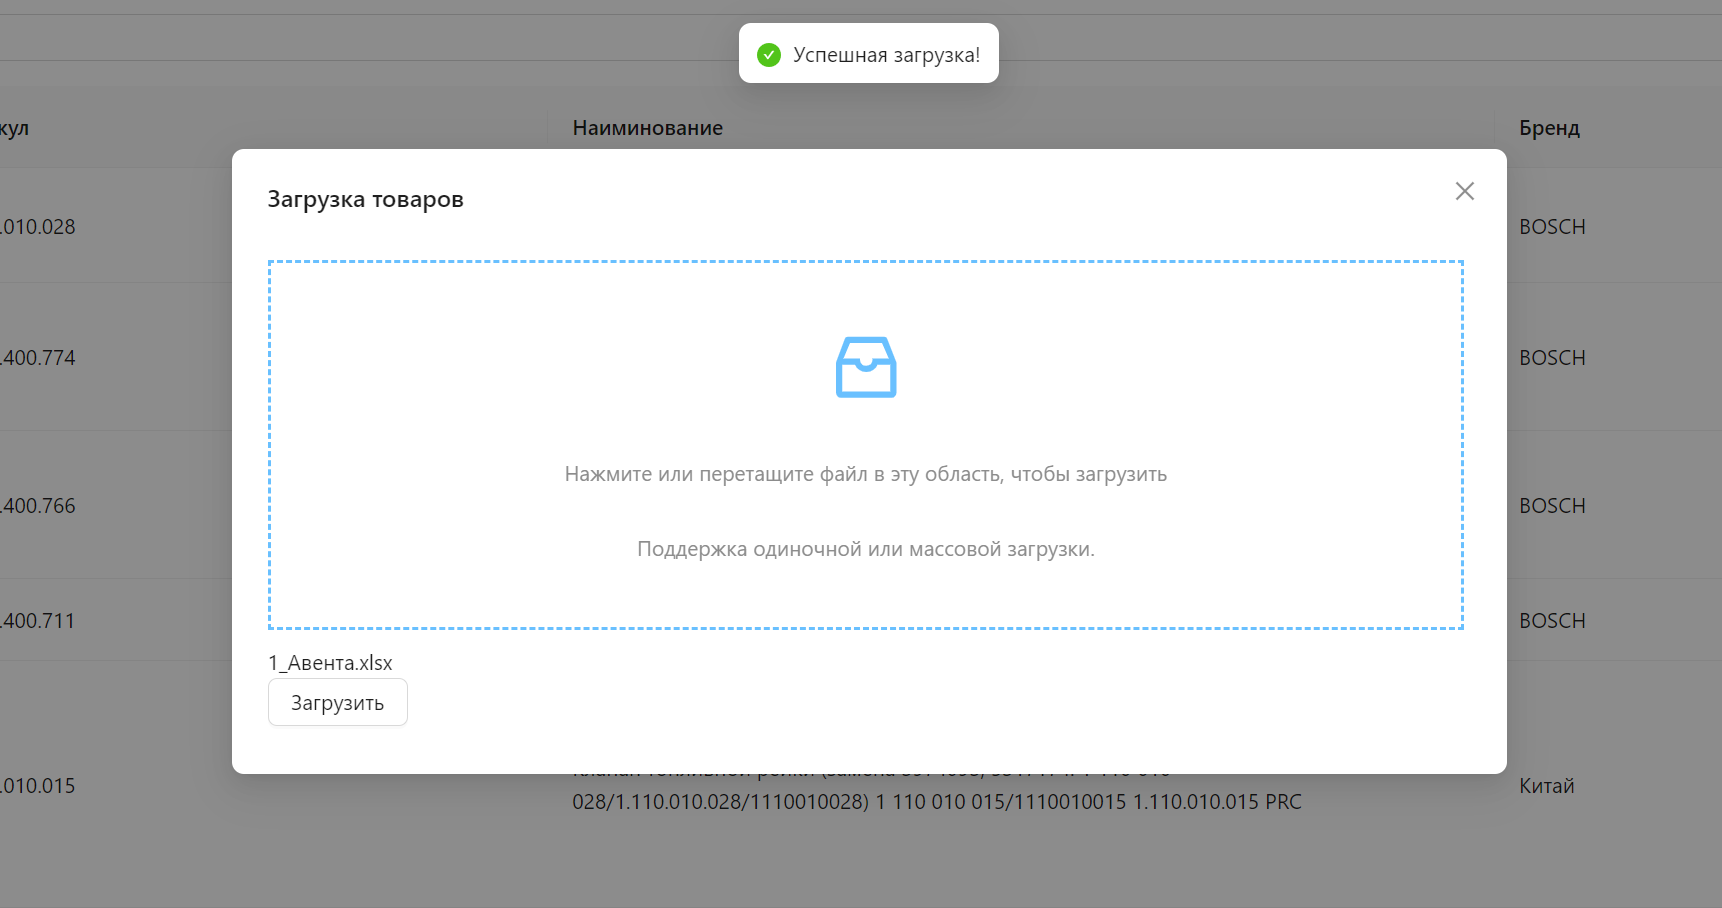 Успешная загрузка!
кул
Наиминование
Бренд
Загрузка товаров
.010.028
BOSCH
.400.774
BOSCH
Нажмите или перетащите файл в эту область, чтобы загрузить
.400.766
BOSCH
Поддержка одиночной или массовой загрузки.
.400.711
BOSCH
1_Авента.xlsx
Загрузить
.010.015
Китай
028/1.110.010.028/1110010028) 1 110 010 015/1110010015 1.110.010.015 PRC